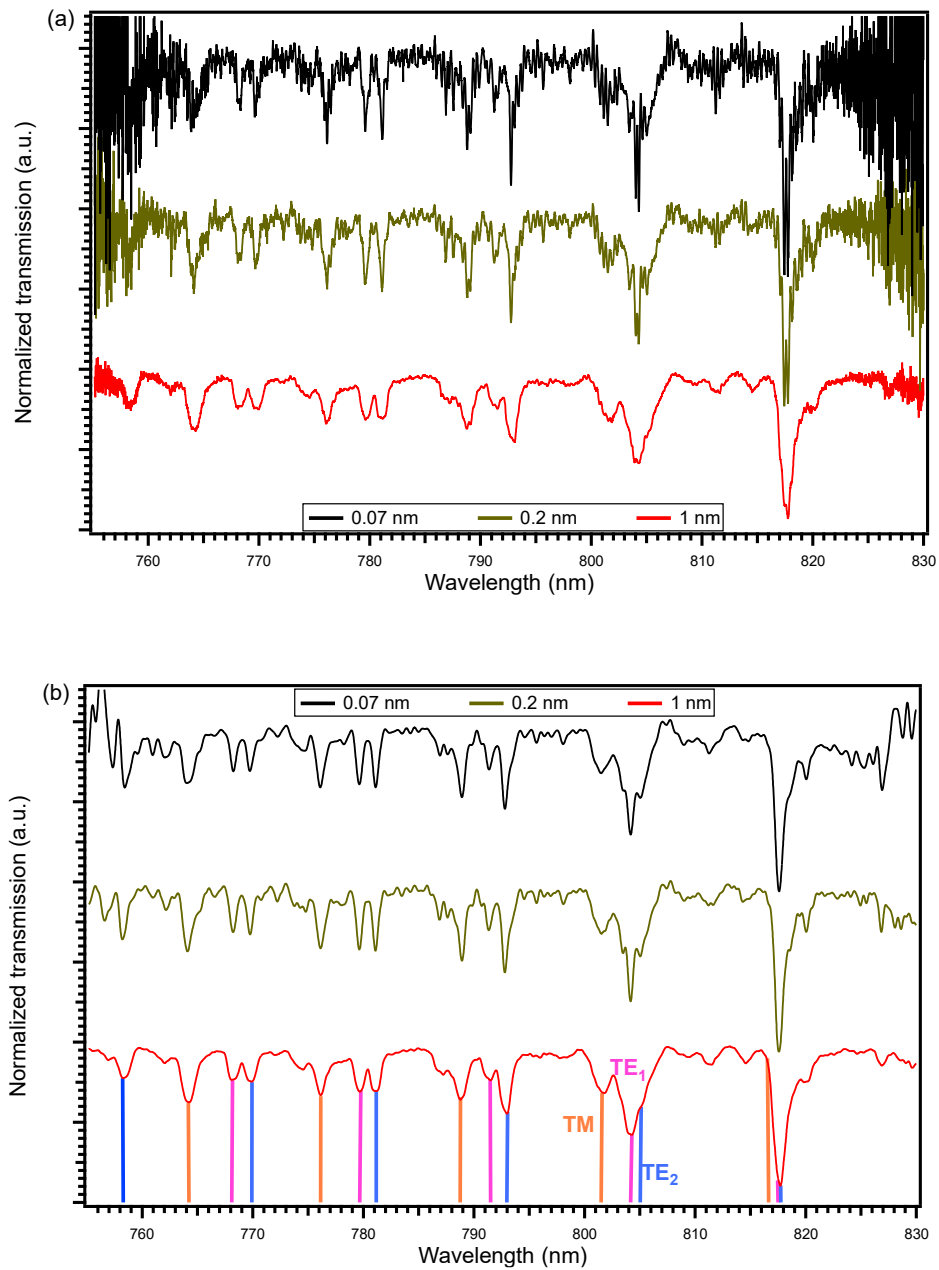 (a)
Normalized transmission (a.u.)
0.07 nm 0.2 nm 1 nm
760 770 780 790 800 810 820 830
Wavelength (nm)
(b)
0.07 nm 0.2 nm 1 nm
Normalized transmission (a.u.)
TE1
TM
TE2
760 770 780 790 800 810 820 830
Wavelength (nm)